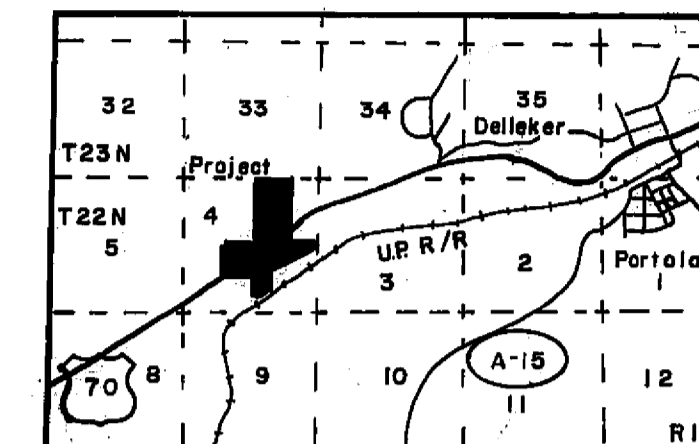 32 33 34 35
Delleker
T23N
Project
T22N
4
5
U.P. R/R
3
2
Portola
1
A-15
70
8 9 10 11 12
R1